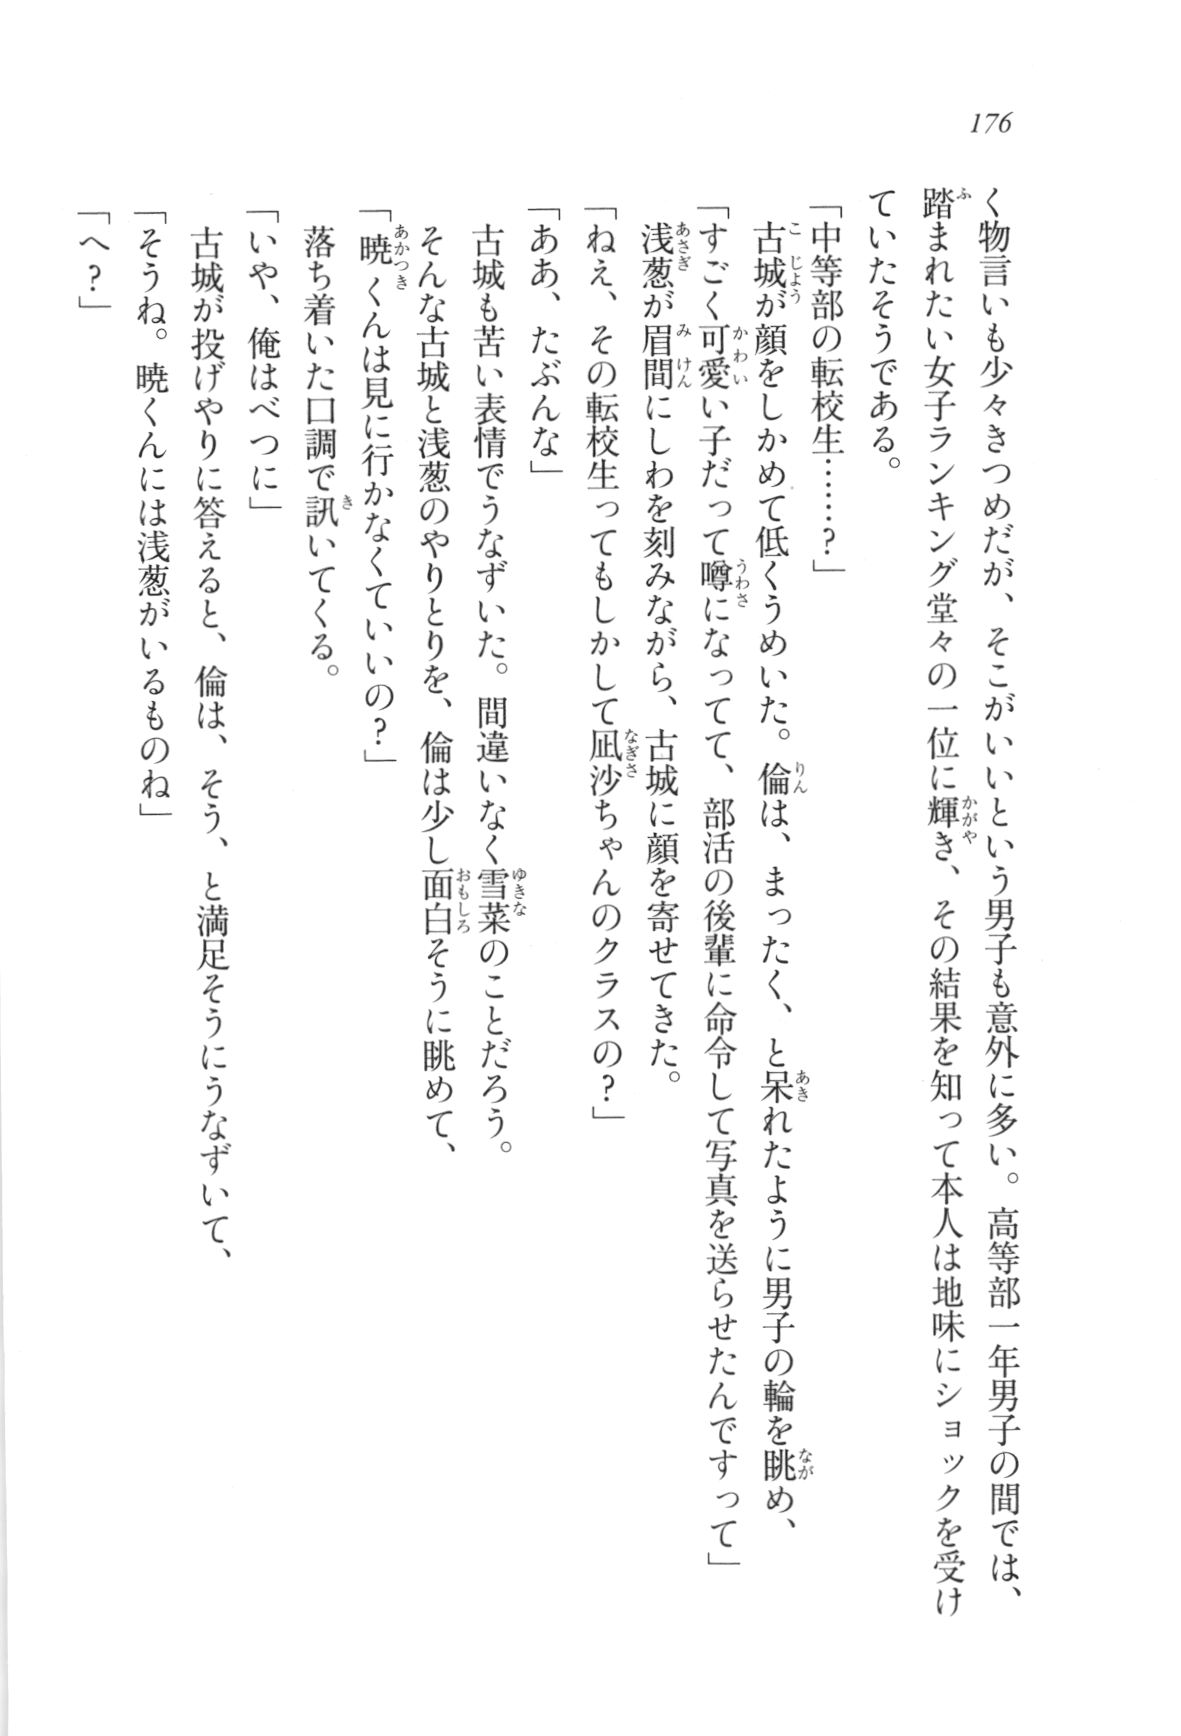 176
く物言いも少々きつめだが、そこがいいという男子も意外に多い。高等部一年男子の間では、
踏まれたい女子ランキング堂々の一位に輝き、その結果を知って本人は地味にショックを受け
ていたそうである。
「中等部の転校生……？」
古城が顔をしかめて低くうめいた。倫は、まったく、と呆れたように男子の輪を眺め、
「すごく可愛い子だって噂になってて、部活の後輩に命令して写真を送らせたんですって」
浅葱が眉間にしわを刻みながら、古城に顔を寄せてきた。
「ねえ、その転校生ってもしかして凪沙ちゃんのクラスの？」
「ああ、たぶんな」
古城も苦い表情でうなずいた。間違いなく雪菜のことだろう。
そんな古城と浅葱のやりとりを、倫は少し面白そうに眺めて、
「暁くんは見に行かなくていいの？」
落ち着いた口調で訊いてくる。
「いや、俺はべつに」
古城が投げやりに答えると、倫は、そう、と満足そうにうなずいて、
「そうね。暁くんには浅葱がいるものね」
「へ？」